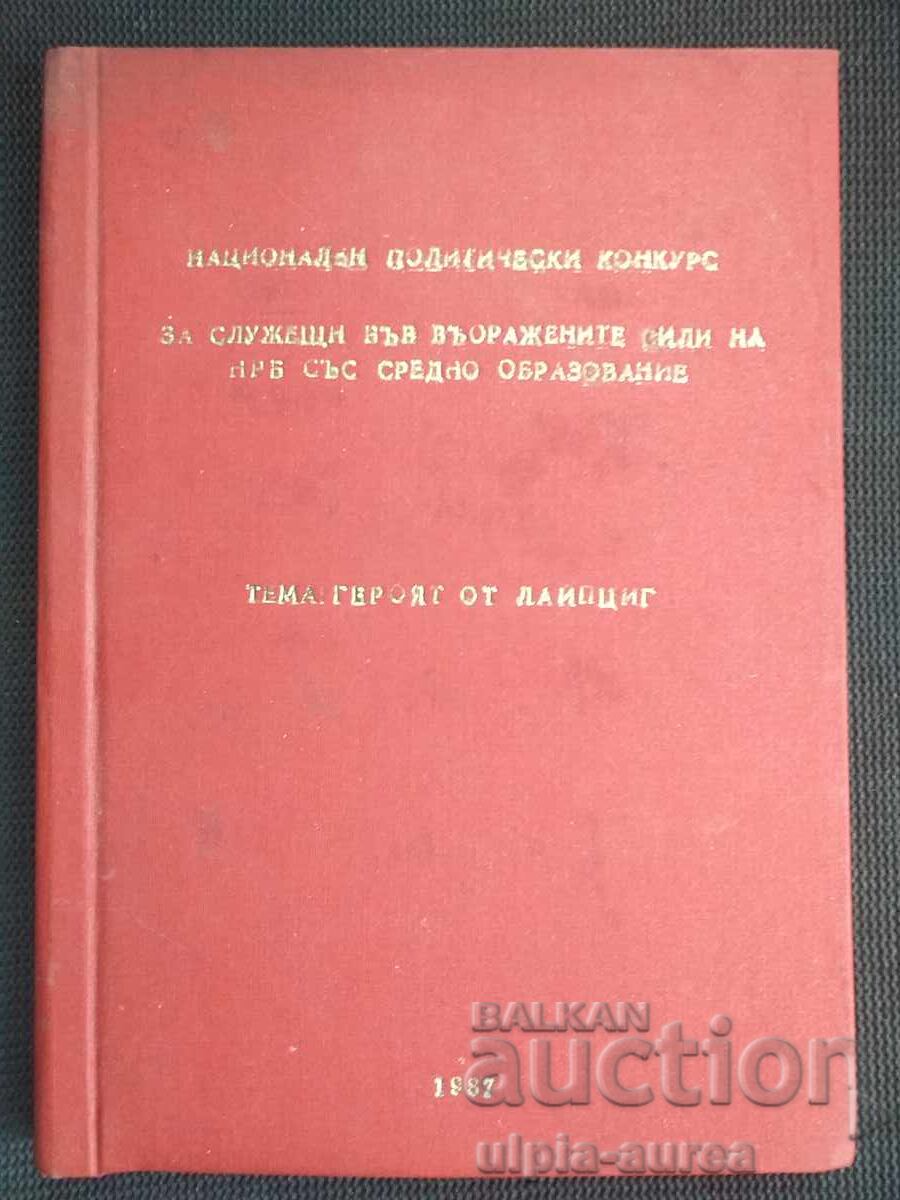 НАЦИОНАЛЕН ПОЛИТИЧЕСКИ КОНКУРС
ЗА СЛУЖЕЩИ ВЪВ ВЪОРАЖЕНИТЕ СИЛИ НА
НРБ СЪС СРЕДНО ОБРАЗОВАНИЕ
ТЕМА: ГЕРОЯТ ОТ ЛАЙПЦИГ
1987
BALKAN
auction
ulpia-aurea